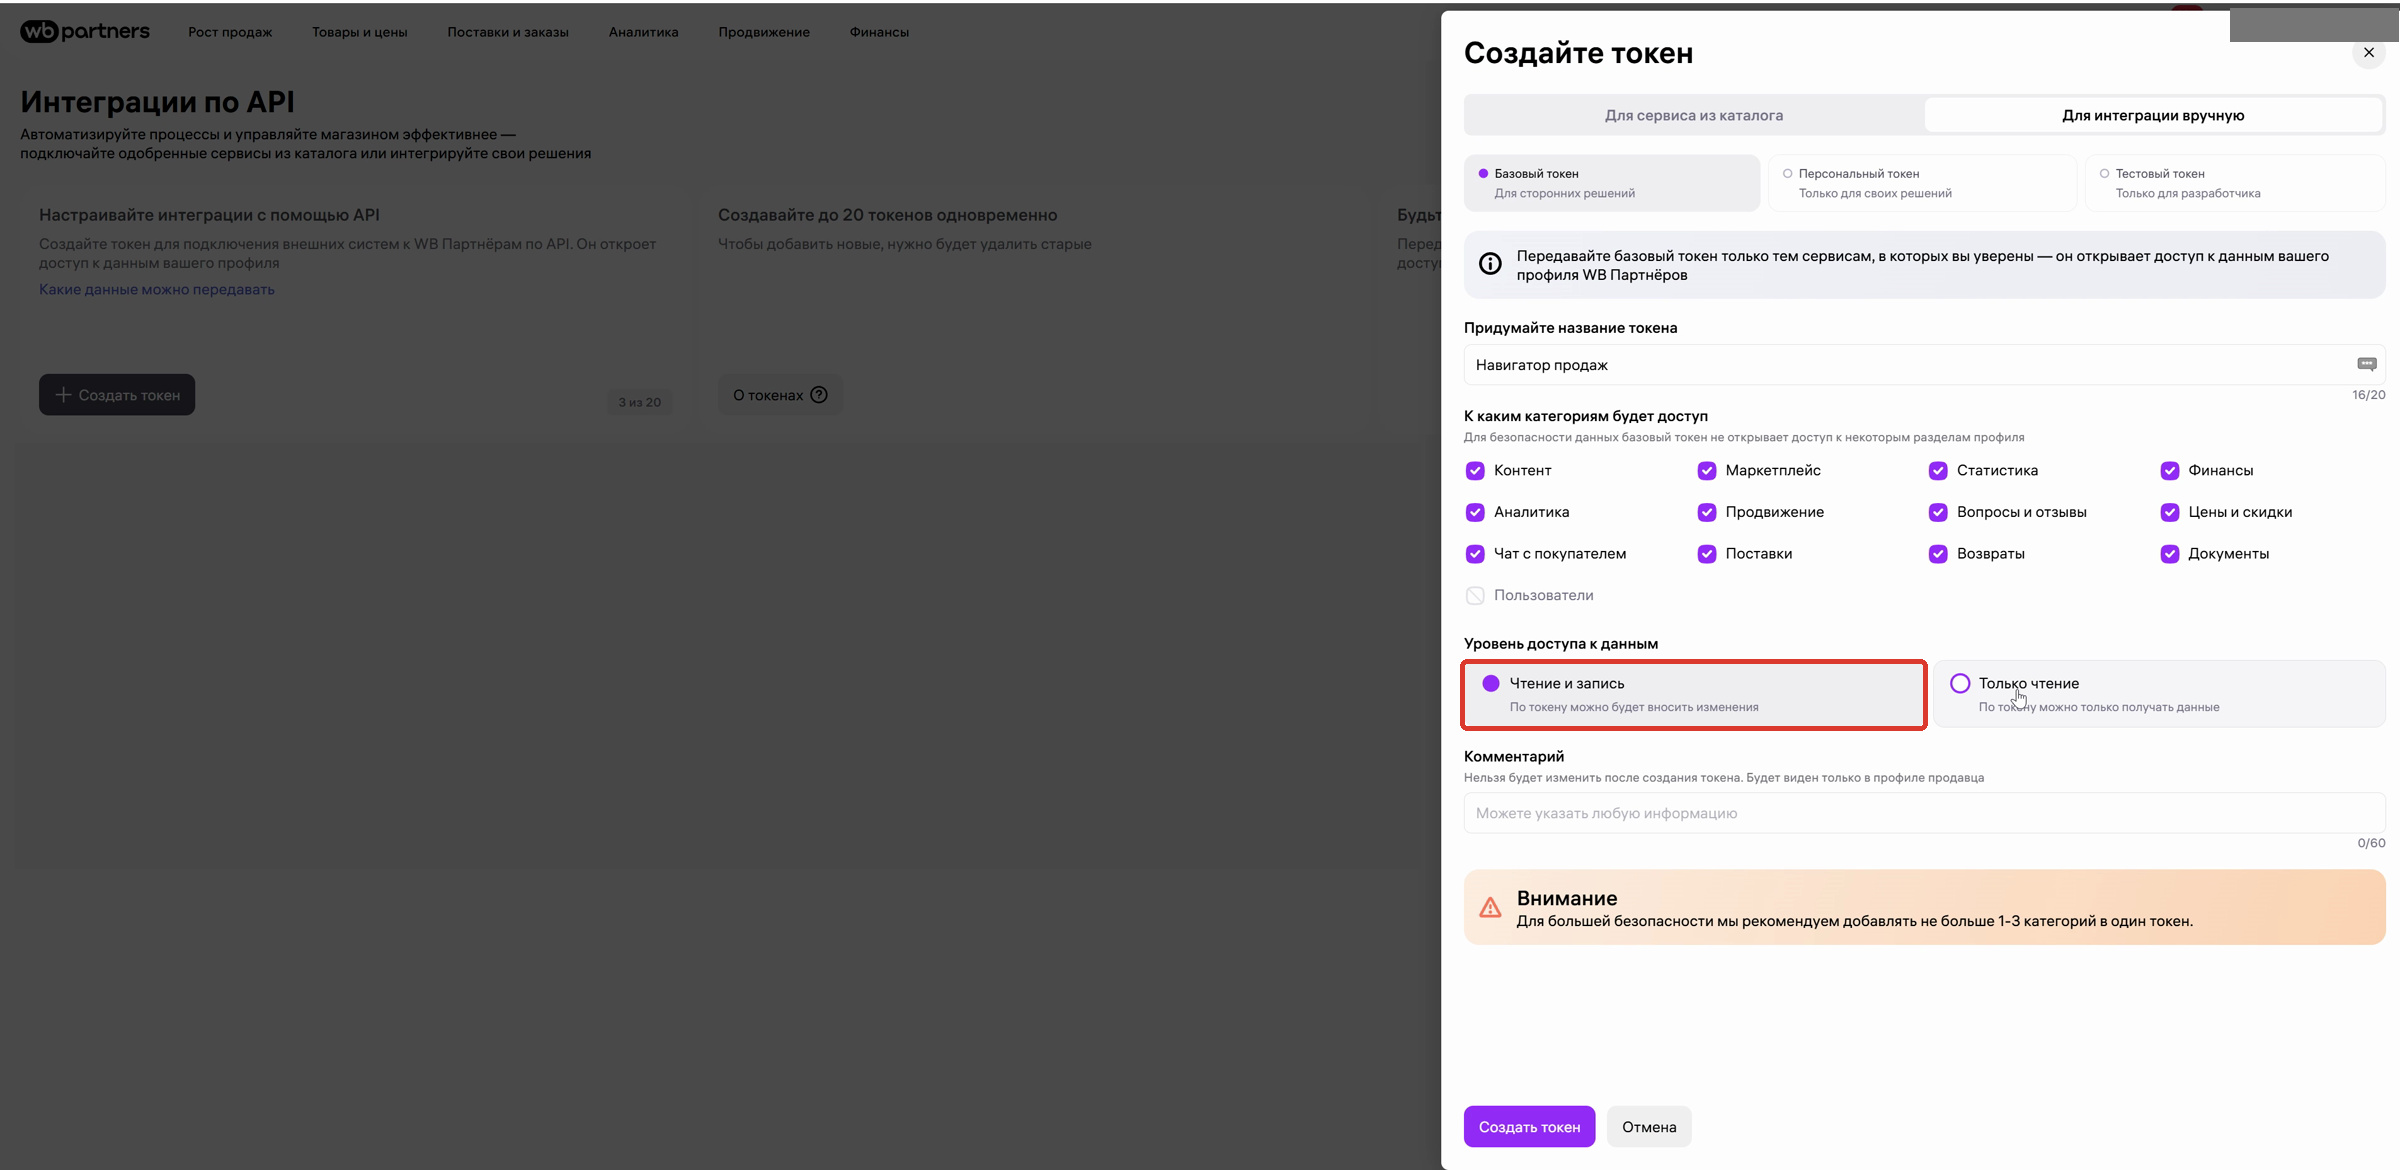 wb partners
Рост продаж
Товары и цены
Поставки и заказы
Аналитика
Продвижение
Финансы
Интеграции по API
Автоматизируйте процессы и управляйте магазином эффективнее —
подключайте одобренные сервисы из каталога или интегрируйте свои решения
Настраивайте интеграции с помощью API
Создайте токен для подключения внешних систем к WB Партнёрам по API. Он откроет
доступ к данным вашего профиля
Какие данные можно передавать
Создать токен
3 из 20
Создавайте до 20 токенов одновременно
Чтобы добавить новые, нужно будет удалить старые
О токенах
Создайте токен
Для сервиса из каталога
Для интеграции вручную
Базовый токен
Для сторонних решений
Персональный токен
Только для своих решений
Тестовый токен
Только для разработчика
Передавайте базовый токен только тем сервисам, в которых вы уверены — он открывает доступ к данным вашего
профиля WB Партнёров
Придумайте название токена
Навигатор продаж
16/20
К каким категориям будет доступ
Для безопасности данных базовый токен не открывает доступ к некоторым разделам профиля
Контент
Маркетплейс
Статистика
Финансы
Аналитика
Продвижение
Вопросы и отзывы
Цены и скидки
Чат с покупателем
Поставки
Возвраты
Документы
Пользователи
Уровень доступа к данным
Чтение и запись
По токену можно будет вносить изменения
Только чтение
По токену можно только получать данные
Комментарий
Нельзя будет изменить после создания токена. Будет виден только в профиле продавца
Можете указать любую информацию
0/60
Внимание
Для большей безопасности мы рекомендуем добавлять не больше 1-3 категорий в один токен.
Создать токен
Отмена